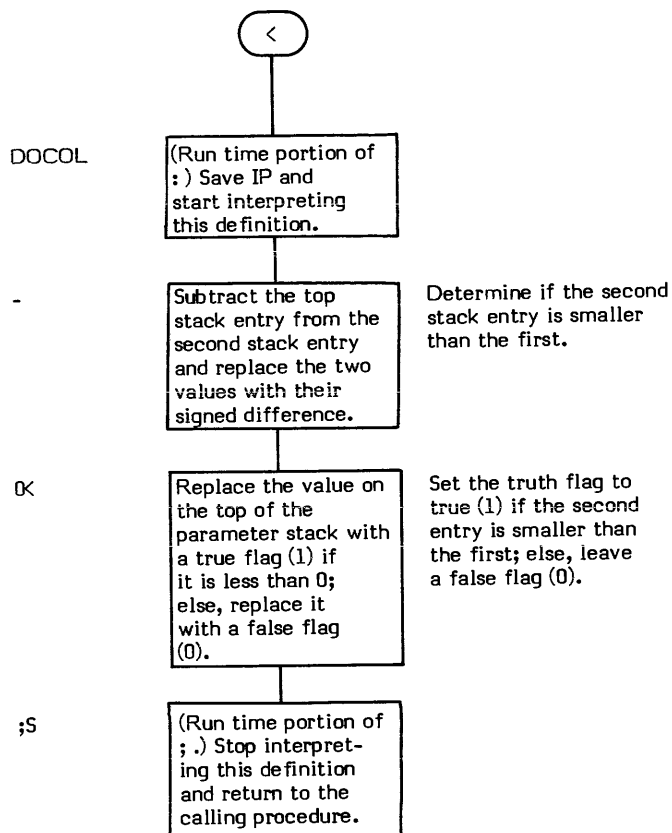 <
DOCOL
(Run time portion of
: ) Save IP and
start interpreting
this definition.
-
Subtract the top
stack entry from the
second stack entry
and replace the two
values with their
signed difference.
Determine if the second
stack entry is smaller
than the first.
0<
Replace the value on
the top of the
parameter stack with
a true flag (1) if
it is less than 0;
else, replace it
with a false flag
(0).
Set the truth flag to
true (1) if the second
entry is smaller than
the first; else, leave
a false flag (0).
;S
(Run time portion of
; .) Stop interpret-
ing this definition
and return to the
calling procedure.